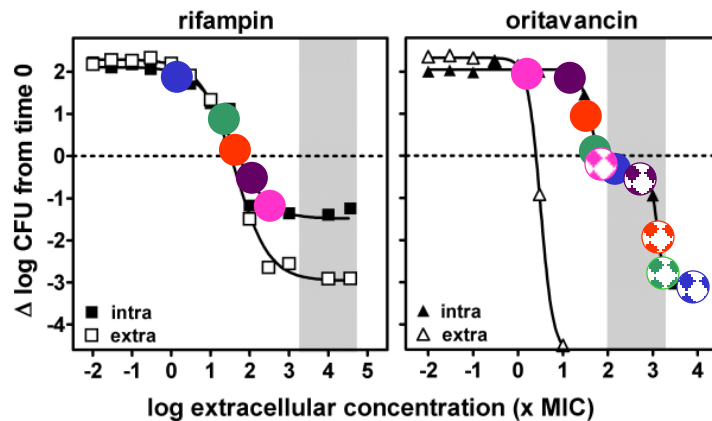 rifampin
oritavancin
Δ log CFU from time 0
2
1
0
-1
-2
-3
-4
intra
extra
intra
extra
-2 -1 0 1 2 3 4 5
-2 -1 0 1 2 3 4
log extracellular concentration (x MIC)